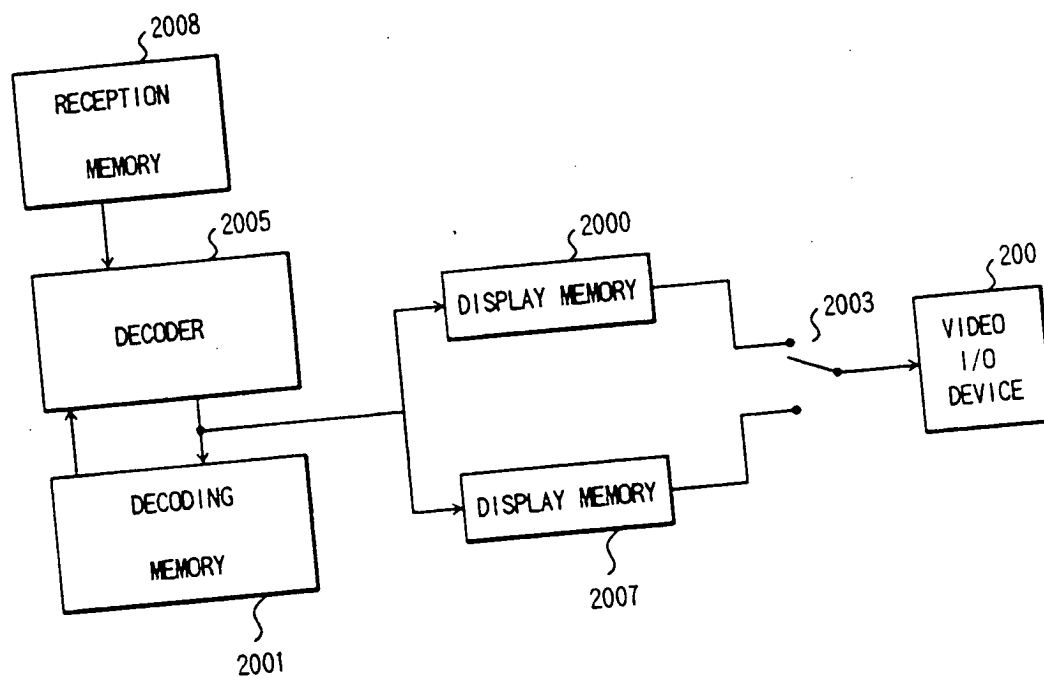 2008
RECEPTION
MEMORY
2005
DECODER
DECODING
MEMORY
2001
2000
DISPLAY MEMORY
DISPLAY MEMORY
2007
2003
200
VIDEO
I/O
DEVICE